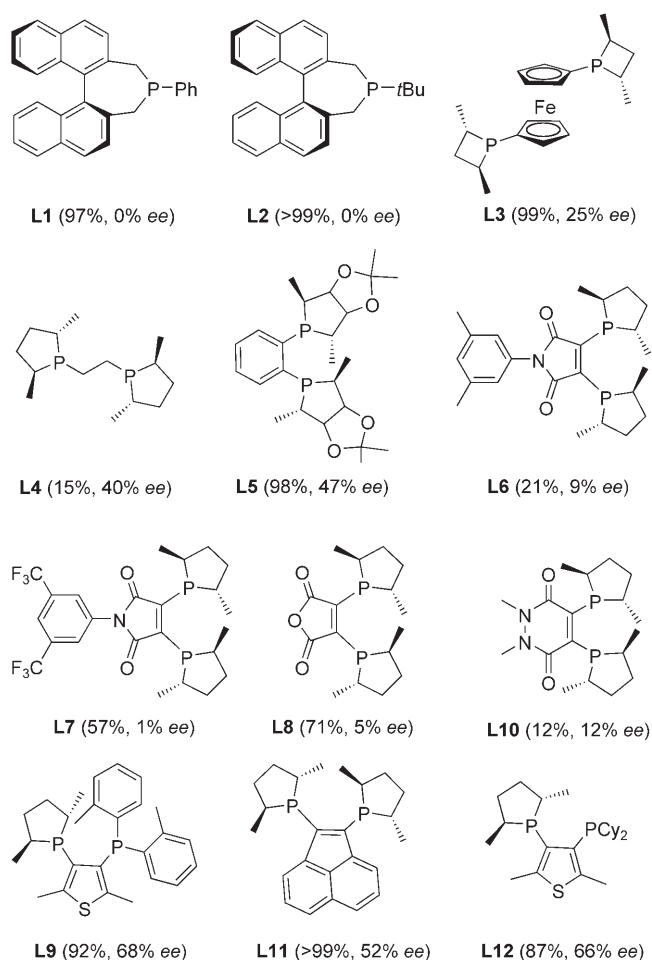 P–Ph
P–tBu
P
Fe
P
L1 (97%, 0% ee)
L2 (>99%, 0% ee)
L3 (99%, 25% ee)
P
P
O
O
P
P
O
O
O
N
O
P
P
L4 (15%, 40% ee)
L5 (98%, 47% ee)
L6 (21%, 9% ee)
F3C
CF3
O
N
O
P
P
O
O
O
P
P
O
N
N
O
P
P
L7 (57%, 1% ee)
L8 (71%, 5% ee)
L10 (12%, 12% ee)
P
P
S
P
P
P
PCy2
S
L9 (92%, 68% ee)
L11 (>99%, 52% ee)
L12 (87%, 66% ee)